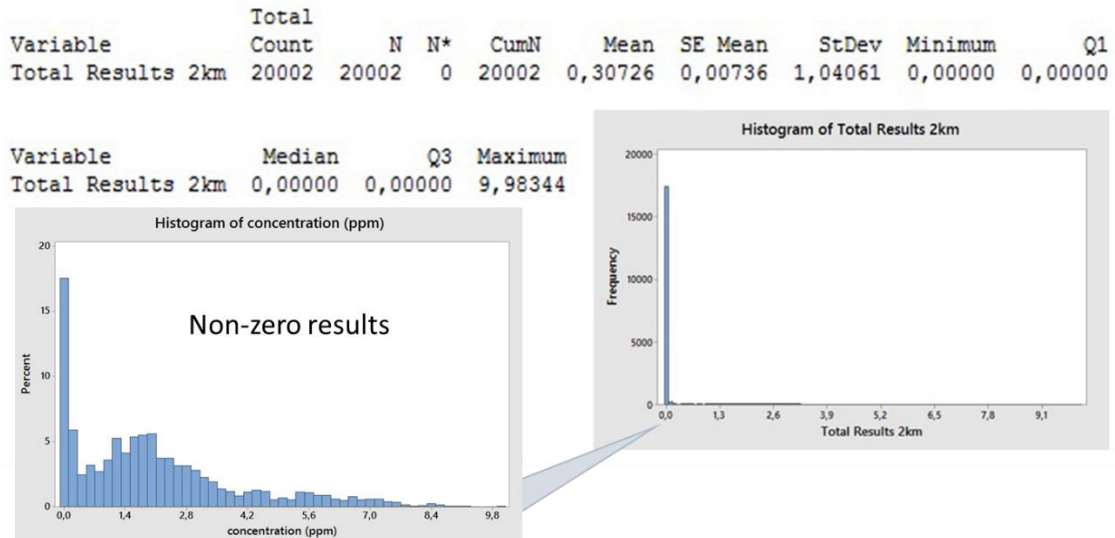 Total
Variable Count N N* CumN Mean SE Mean StDev Minimum Q1
Total Results 2km 20002 20002 0 20002 0,30726 0,00736 1,04061 0,00000 0,00000
Variable Median Q3 Maximum
Total Results 2km 0,00000 0,00000 9,98344
Histogram of Total Results 2km
20000
15000
10000
5000
0
Frequency
0,0 1,3 2,6 3,9 5,2 6,5 7,8 9,1
Total Results 2km
Histogram of concentration (ppm)
20
15
10
5
0
Percent
Non-zero results
0,0 1,4 2,8 4,2 5,6 7,0 8,4 9,8
concentration (ppm)